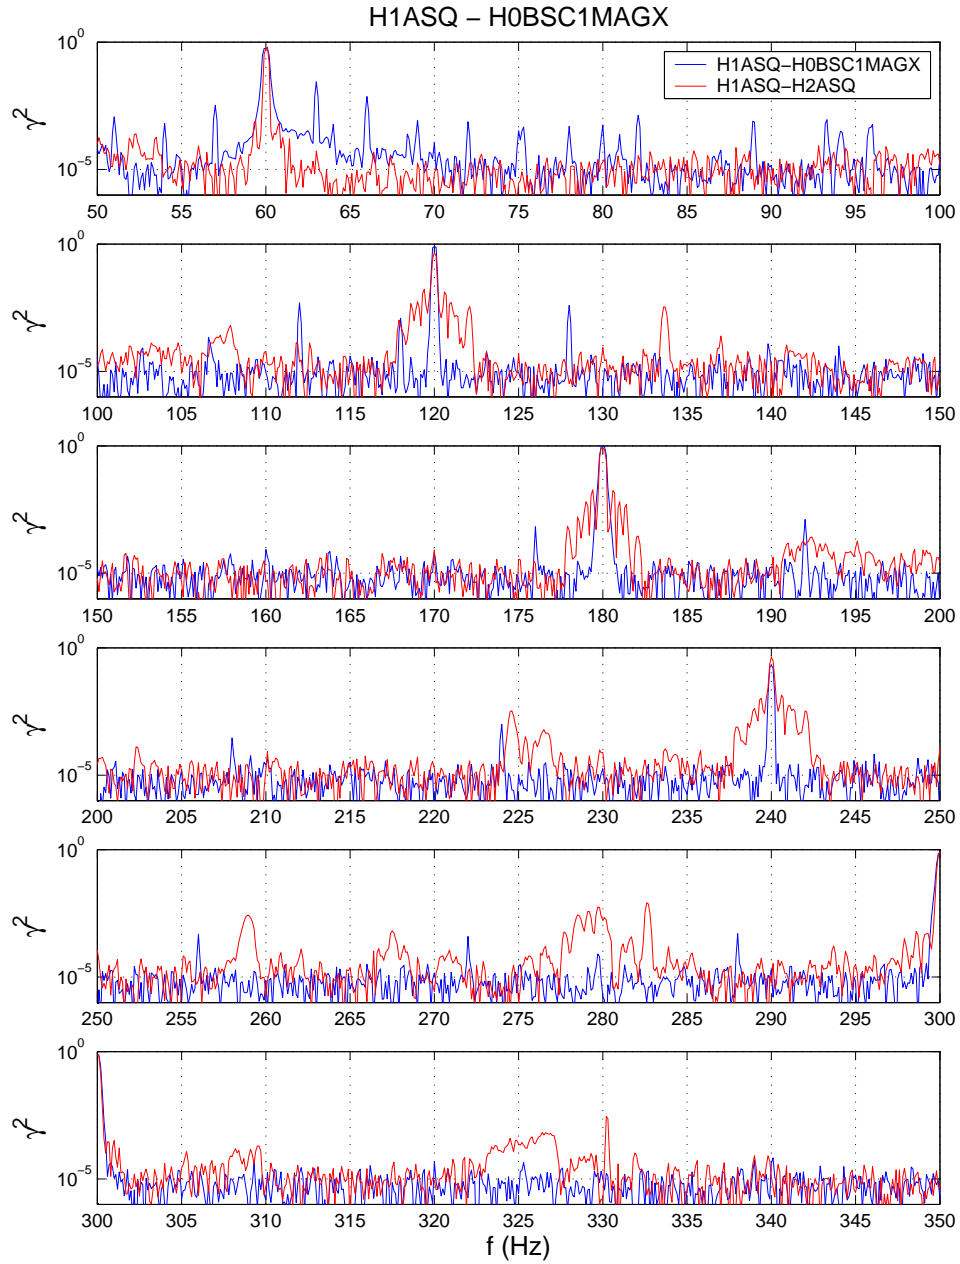 H1ASQ − H0BSC1MAGX
10^0
10^-5
γ^2
H1ASQ−H0BSC1MAGX
H1ASQ−H2ASQ
50 55 60 65 70 75 80 85 90 95 100
10^0
10^-5
γ^2
100 105 110 115 120 125 130 135 140 145 150
10^0
10^-5
γ^2
150 155 160 165 170 175 180 185 190 195 200
10^0
10^-5
γ^2
200 205 210 215 220 225 230 235 240 245 250
10^0
10^-5
γ^2
250 255 260 265 270 275 280 285 290 295 300
10^0
10^-5
γ^2
300 305 310 315 320 325 330 335 340 345 350
f (Hz)